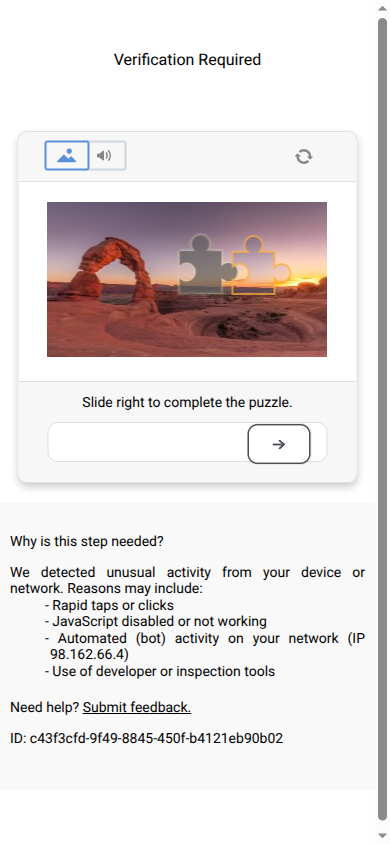 Verification Required
Slide right to complete the puzzle.
Why is this step needed?
We detected unusual activity from your device or
network. Reasons may include:
- Rapid taps or clicks
- JavaScript disabled or not working
- Automated (bot) activity on your network (IP
98.162.66.4)
- Use of developer or inspection tools
Need help? Submit feedback.
ID: c43f3cfd-9f49-8845-450f-b4121eb90b02